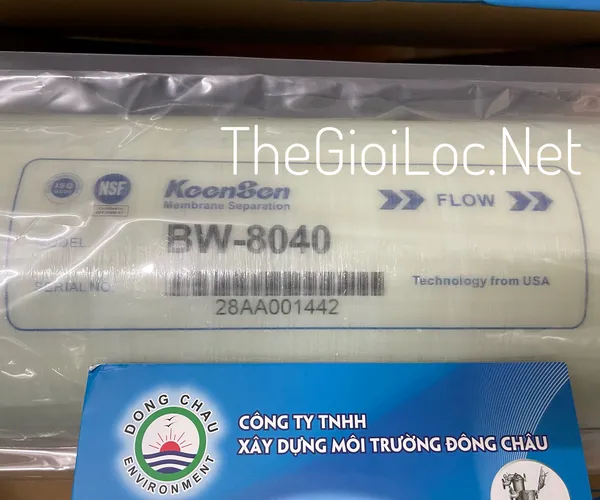 TheGioiLoc.Net
ISO
NSF
KeenSen
Membrane Separation
FLOW
MODEL
BW-8040
SERIAL NO
28AA001442
Technology from USA
DONG CHAU
ENVIRONMENT
CÔNG TY TNHH
XÂY DỰNG MÔI TRƯỜNG ĐÔNG CHÂU